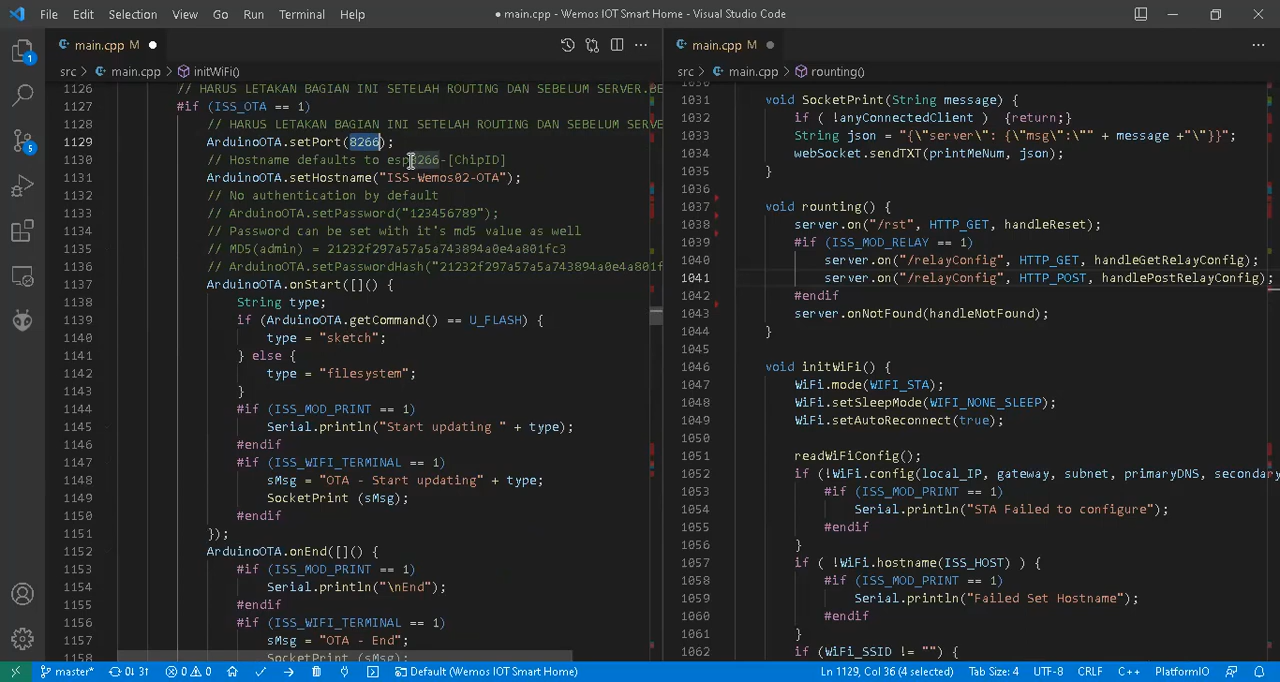 File Edit Selection View Go Run Terminal Help
● main.cpp - Wemos IOT Smart Home - Visual Studio Code
main.cpp M ●
src > main.cpp > initWiFi()
1126 // HARUS LETAKAN BAGIAN INI SETELAH ROUTING DAN SEBELUM SERVER.BE
1127 #if (ISS_OTA == 1)
1128 // HARUS LETAKAN BAGIAN INI SETELAH ROUTING DAN SEBELUM SERVE
1129 ArduinoOTA.setPort(8266);
1130 // Hostname defaults to esp8266-[ChipID]
1131 ArduinoOTA.setHostname("ISS-Wemos02-OTA");
1132 // No authentication by default
1133 // ArduinoOTA.setPassword("123456789");
1134 // Password can be set with it's md5 value as well
1135 // MD5(admin) = 21232f297a57a5a743894a0e4a801fc3
1136 // ArduinoOTA.setPasswordHash("21232f297a57a5a743894a0e4a801f
1137 ArduinoOTA.onStart([]() {
1138 String type;
1139 if (ArduinoOTA.getCommand() == U_FLASH) {
1140 type = "sketch";
1141 } else {
1142 type = "filesystem";
1143 }
1144 #if (ISS_MOD_PRINT == 1)
1145 Serial.println("Start updating " + type);
1146 #endif
1147 #if (ISS_WIFI_TERMINAL == 1)
1148 sMsg = "OTA - Start updating" + type;
1149 SocketPrint (sMsg);
1150 #endif
1151 });
1152 ArduinoOTA.onEnd([]() {
1153 #if (ISS_MOD_PRINT == 1)
1154 Serial.println("\nEnd");
1155 #endif
1156 #if (ISS_WIFI_TERMINAL == 1)
1157 sMsg = "OTA - End";
1158 SocketPrint (sMsg);
main.cpp M ●
src > main.cpp > rounting()
1030
1031 void SocketPrint(String message) {
1032 if ( !anyConnectedClient ) {return;}
1033 String json = "{\"server\": {\"msg\":\"" + message +"\"}}";
1034 webSocket.sendTXT(printMeNum, json);
1035 }
1036
1037 void rounting() {
1038 server.on("/rst", HTTP_GET, handleReset);
1039 #if (ISS_MOD_RELAY == 1)
1040 server.on("/relayConfig", HTTP_GET, handleGetRelayConfig);
1041 server.on("/relayConfig", HTTP_POST, handlePostRelayConfig);
1042 #endif
1043 server.onNotFound(handleNotFound);
1044 }
1045
1046 void initWiFi() {
1047 WiFi.mode(WIFI_STA);
1048 WiFi.setSleepMode(WIFI_NONE_SLEEP);
1049 WiFi.setAutoReconnect(true);
1050
1051 readWiFiConfig();
1052 if (!WiFi.config(local_IP, gateway, subnet, primaryDNS, secondary
1053 #if (ISS_MOD_PRINT == 1)
1054 Serial.println("STA Failed to configure");
1055 #endif
1056 }
1057 if ( !WiFi.hostname(ISS_HOST) ) {
1058 #if (ISS_MOD_PRINT == 1)
1059 Serial.println("Failed Set Hostname");
1060 #endif
1061 }
1062 if (WiFi_SSID != "") {
1
5
master* 0↓ 3↑ 0 0 Default (Wemos IOT Smart Home) Ln 1129, Col 36 (4 selected) Tab Size: 4 UTF-8 CRLF C++ PlatformIO